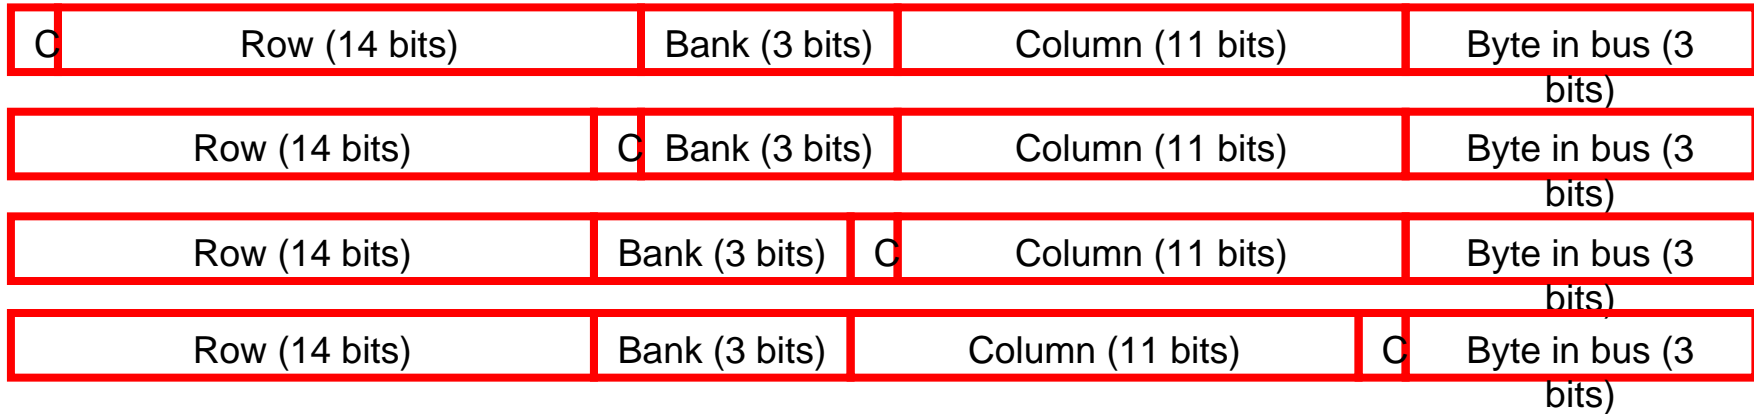 C Row (14 bits) Bank (3 bits) Column (11 bits) Byte in bus (3
bits)
Row (14 bits) C Bank (3 bits) Column (11 bits) Byte in bus (3
bits)
Row (14 bits) Bank (3 bits) C Column (11 bits) Byte in bus (3
bits)
Row (14 bits) Bank (3 bits) Column (11 bits) C Byte in bus (3
bits)